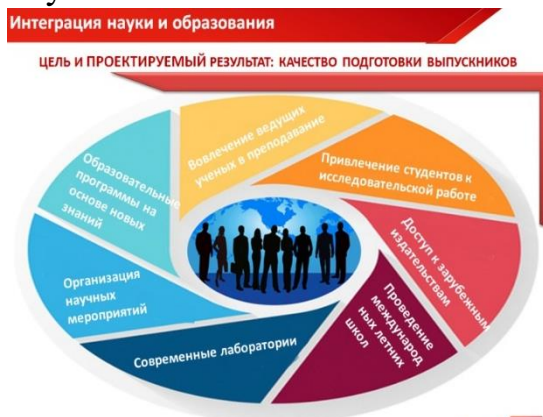 Интеграция науки и образования
ЦЕЛЬ И ПРОЕКТИРУЕМЫЙ РЕЗУЛЬТАТ: КАЧЕСТВО ПОДГОТОВКИ ВЫПУСКНИКОВ
Вовлечение ведущих
ученых в преподавание
Привлечение студентов к
исследовательской работе
Доступ к зарубежным
издательствам
Проведение
международ
ных летних
школ
Современные лаборатории
Организация
научных
мероприятий
Образовательные
программы на
основе новых
знаний